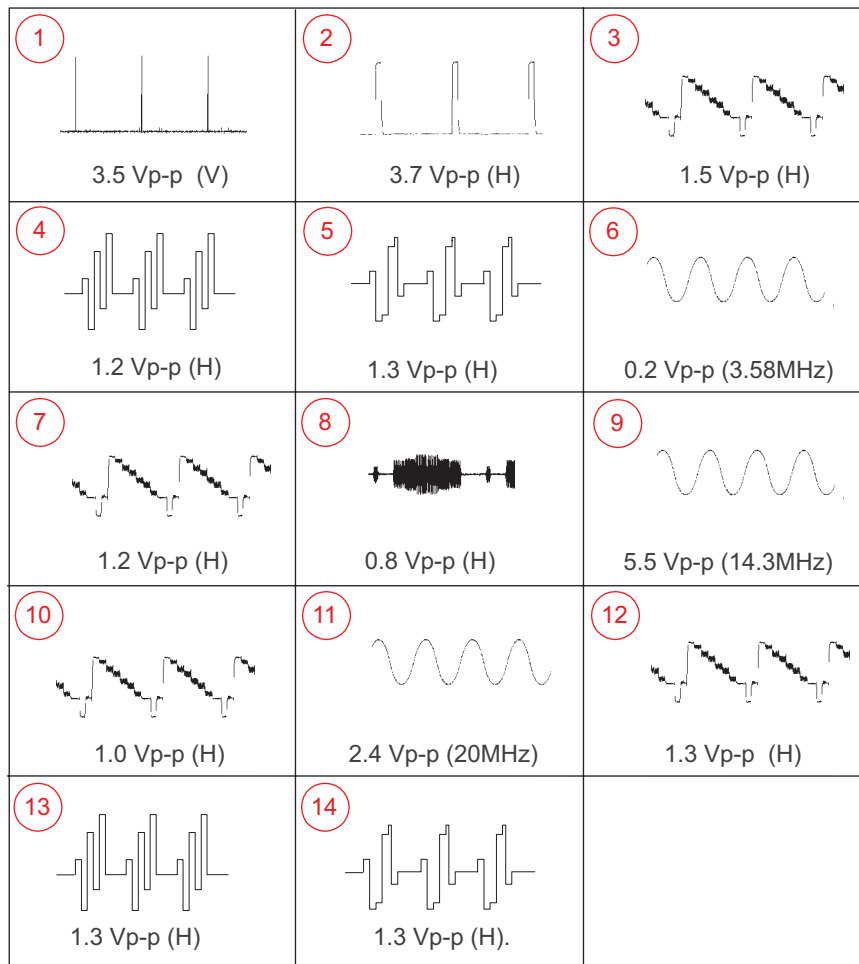 1 2 3
3.5 Vp-p (V) 3.7 Vp-p (H) 1.5 Vp-p (H)
4 5 6
1.2 Vp-p (H) 1.3 Vp-p (H) 0.2 Vp-p (3.58MHz)
7 8 9
1.2 Vp-p (H) 0.8 Vp-p (H) 5.5 Vp-p (14.3MHz)
10 11 12
1.0 Vp-p (H) 2.4 Vp-p (20MHz) 1.3 Vp-p (H)
13 14
1.3 Vp-p (H) 1.3 Vp-p (H).